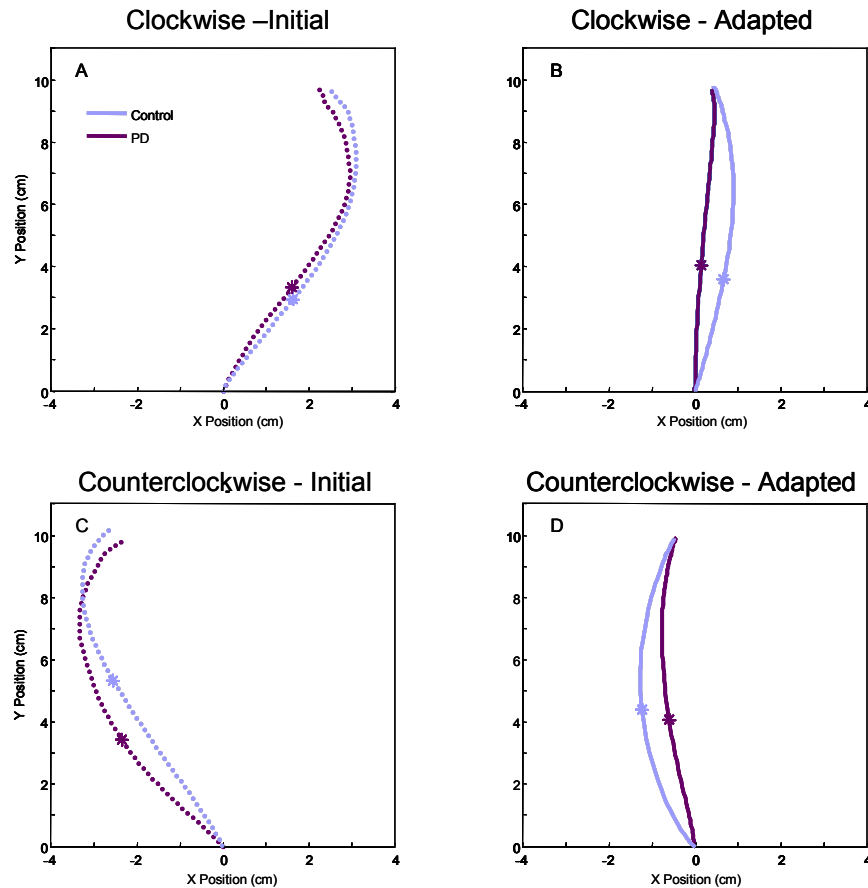 Clockwise –Initial
Clockwise - Adapted
A
Control
PD
10
8
6
4
2
0
Y Position (cm)
-4
-2
0
2
4
X Position (cm)
B
10
8
6
4
2
0
-4
-2
0
2
4
X Position (cm)
Counterclockwise - Initial
Counterclockwise - Adapted
C
10
8
6
4
2
0
Y Position (cm)
-4
-2
0
2
4
X Position (cm)
D
10
8
6
4
2
0
-4
-2
0
2
4
X Position (cm)